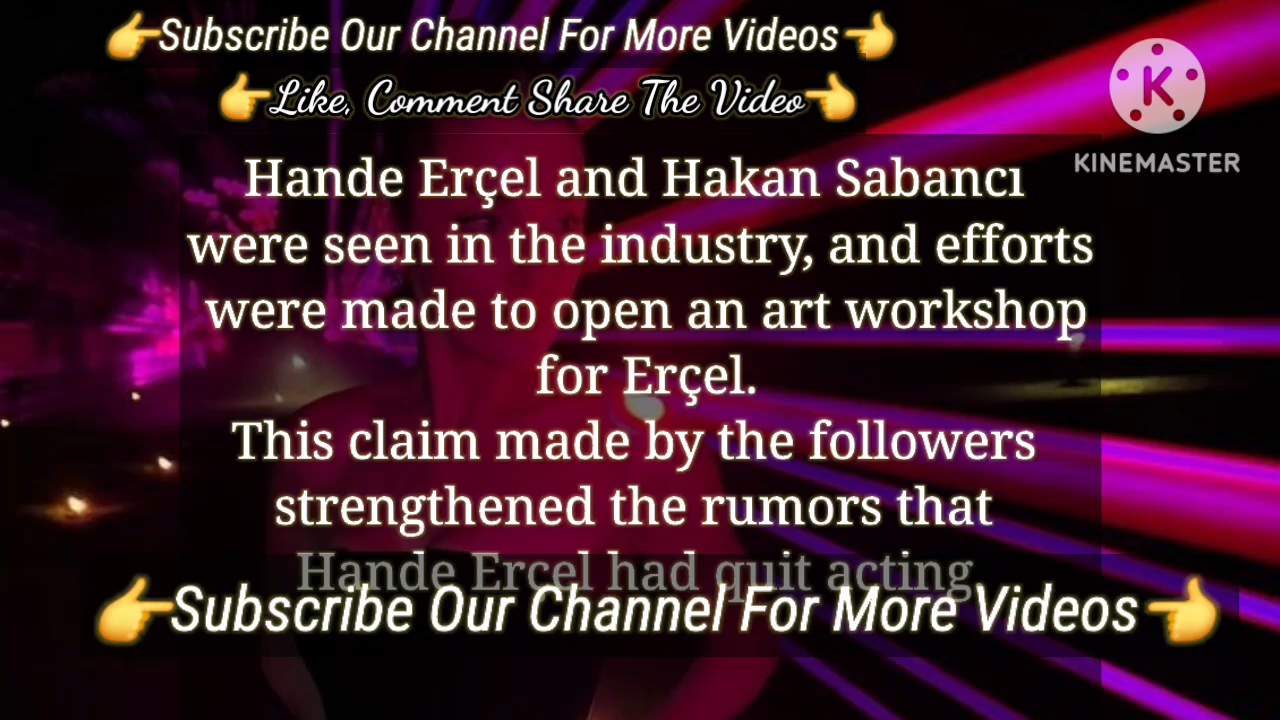 👉Subscribe Our Channel For More Videos👈
👉Like, Comment Share The Video👈
KINEMASTER
Hande Erçel and Hakan Sabancı
were seen in the industry, and efforts
were made to open an art workshop
for Erçel.
This claim made by the followers
strengthened the rumors that
Hande Erçel had quit acting
👉Subscribe Our Channel For More Videos👈